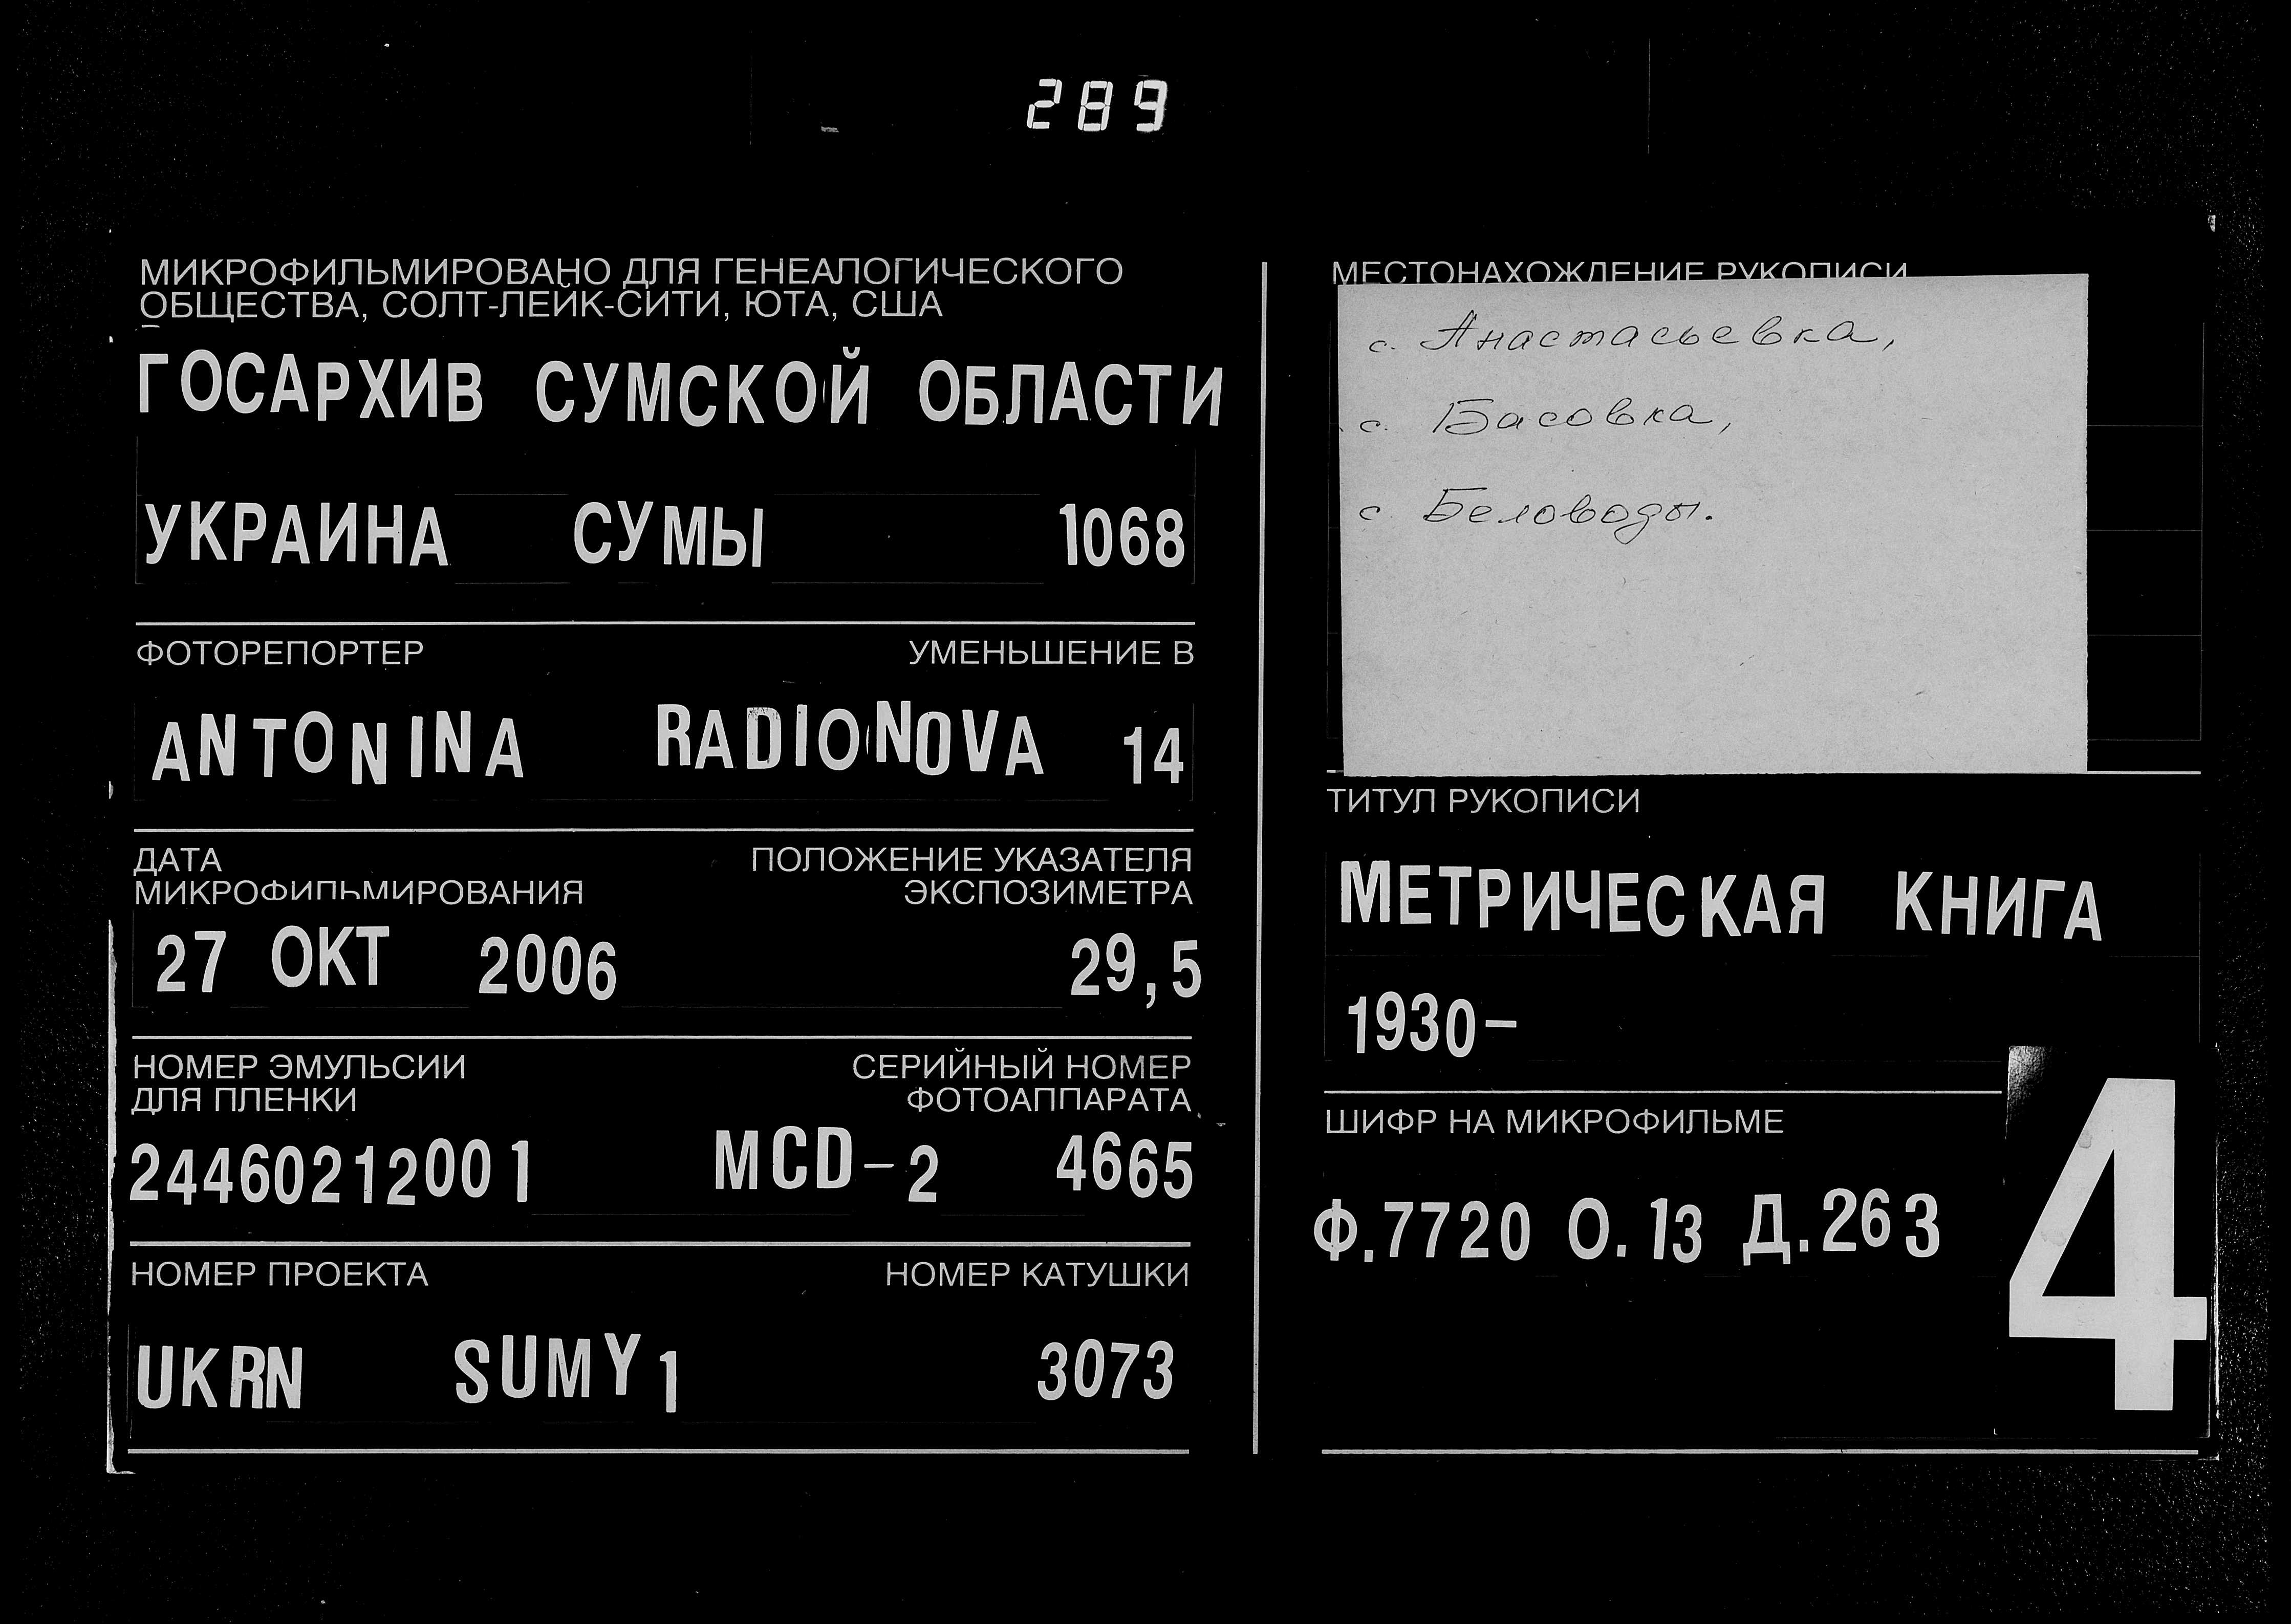 289
МИКРОФИЛЬМИРОВАНО ДЛЯ ГЕНЕАЛОГИЧЕСКОГО
ОБЩЕСТВА, СОЛТ-ЛЕЙК-СИТИ, ЮТА, США
ГОСАРХИВ СУМСКОЙ ОБЛАСТИ
УКРАИНА СУМЫ 1068
ФОТОРЕПОРТЕР УМЕНЬШЕНИЕ В
ANTONINA RADIONOVA 14
ДАТА ПОЛОЖЕНИЕ УКАЗАТЕЛЯ
МИКРОФИЛЬМИРОВАНИЯ ЭКСПОЗИМЕТРА
27 ОКТ 2006 29,5
НОМЕР ЭМУЛЬСИИ СЕРИЙНЫЙ НОМЕР
ДЛЯ ПЛЕНКИ ФОТОАППАРАТА
24460212001 MCD-2 4665
НОМЕР ПРОЕКТА НОМЕР КАТУШКИ
UKRN SUMY1 3073
МЕСТОНАХОЖДЕНИЕ РУКОПИСИ
с. Анастасьевка,
с. Басовка,
с Беловоды.
ТИТУЛ РУКОПИСИ
МЕТРИЧЕСКАЯ КНИГА
1930-
ШИФР НА МИКРОФИЛЬМЕ
Ф.7720 О.13 Д.263
4